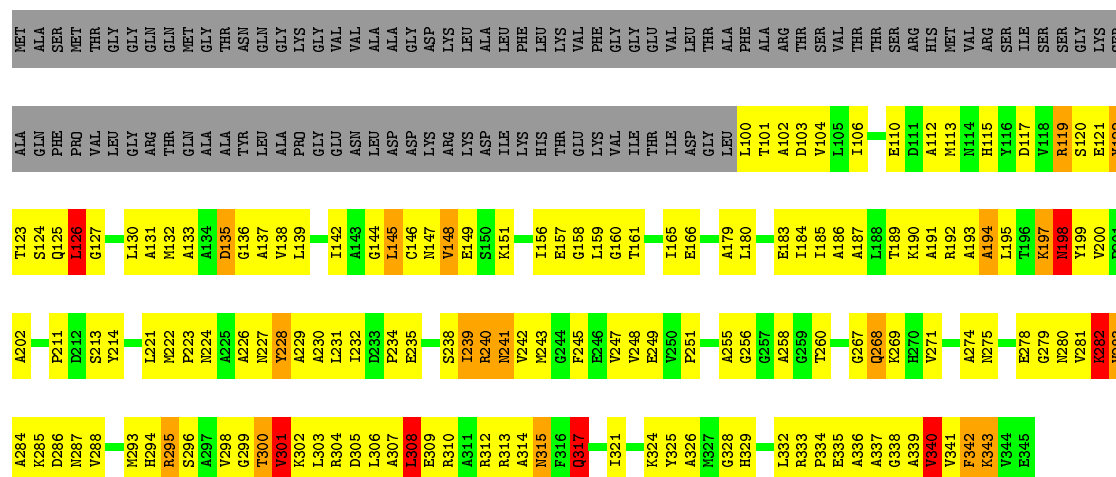 MET ALA SER MET THR GLY GLY GLN GLN MET GLY THR ASN GLN GLY LYS GLY VAL VAL ALA ALA GLY ASP LYS LEU ALA LEU PHE LEU LYS VAL PHE GLY GLY GLU VAL LEU THR ALA PHE ALA ARG THR SER VAL THR THR SER ARG HIS MET VAL ARG SER ILE SER SER GLY LYS
ALA GLN PHE PRO VAL LEU GLY ARG THR GLN ALA ALA TYR LEU ALA PRO GLY GLU ASN LEU ASP ASP LYS ARG LYS ASP ILE LYS HIS THR GLU LYS VAL ILE THR ILE ASP GLY LEU L100 T101 A102 D103 V104 L105 I106 E110 D111 A112 M113 N114 H115 Y116 D117 V118 R119 S120 E121
T123 S124 Q125 L126 G127 L130 A131 M132 A133 A134 D135 G136 A137 V138 L139 I142 A143 G144 L145 C146 N147 V148 E149 S150 K151 I156 E157 G158 L159 G160 T161 I165 E166 A179 L180 E183 I184 I185 A186 A187 L188 T189 K190 A191 R192 A193 A194 L195 T196 K197 N198 Y199 V200
A202 P211 D212 S213 Y214 L221 M222 P223 N224 A225 A226 N227 Y228 A229 A230 L231 I232 D233 P234 E235 S238 I239 R240 N241 V242 M243 G244 F245 E246 V247 V248 E249 V250 P251 A255 G256 G257 A258 G259 T260 G267 Q268 K269 H270 V271 A274 N275 E278 G279 N280 V281 K282
A284 K285 D286 N287 V288 M293 H294 R295 S296 A297 V298 G299 T300 V301 K302 L303 R304 D305 L306 A307 L308 E309 R310 A311 R312 R313 A314 N315 F316 Q317 I321 K324 Y325 A326 M327 G328 H329 L332 R333 P334 E335 A336 A337 G338 A339 V340 V341 F342 K343 V344 E345